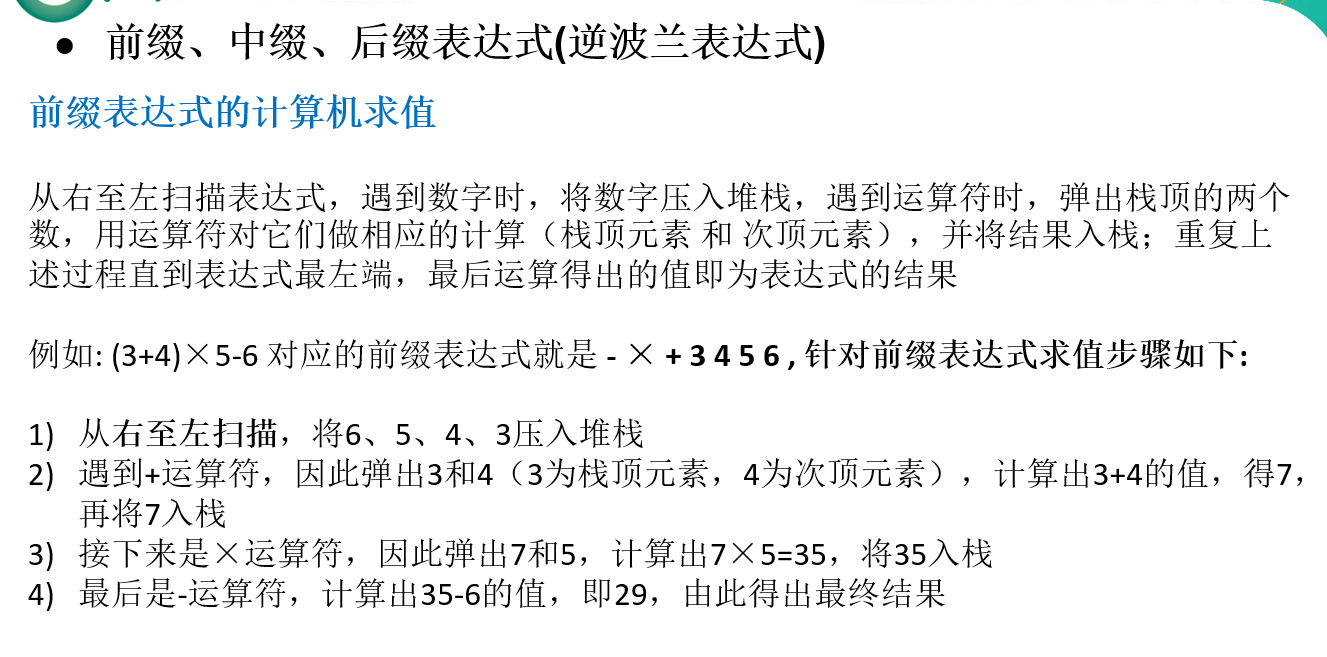 ● 前缀、中缀、后缀表达式(逆波兰表达式)
前缀表达式的计算机求值
从右至左扫描表达式，遇到数字时，将数字压入堆栈，遇到运算符时，弹出栈顶的两个
数，用运算符对它们做相应的计算（栈顶元素 和 次顶元素），并将结果入栈；重复上
述过程直到表达式最左端，最后运算得出的值即为表达式的结果
例如: (3+4)×5-6 对应的前缀表达式就是 - × + 3 4 5 6 , 针对前缀表达式求值步骤如下:
1) 从右至左扫描，将6、5、4、3压入堆栈
2) 遇到+运算符，因此弹出3和4（3为栈顶元素，4为次顶元素），计算出3+4的值，得7，
再将7入栈
3) 接下来是×运算符，因此弹出7和5，计算出7×5=35，将35入栈
4) 最后是-运算符，计算出35-6的值，即29，由此得出最终结果